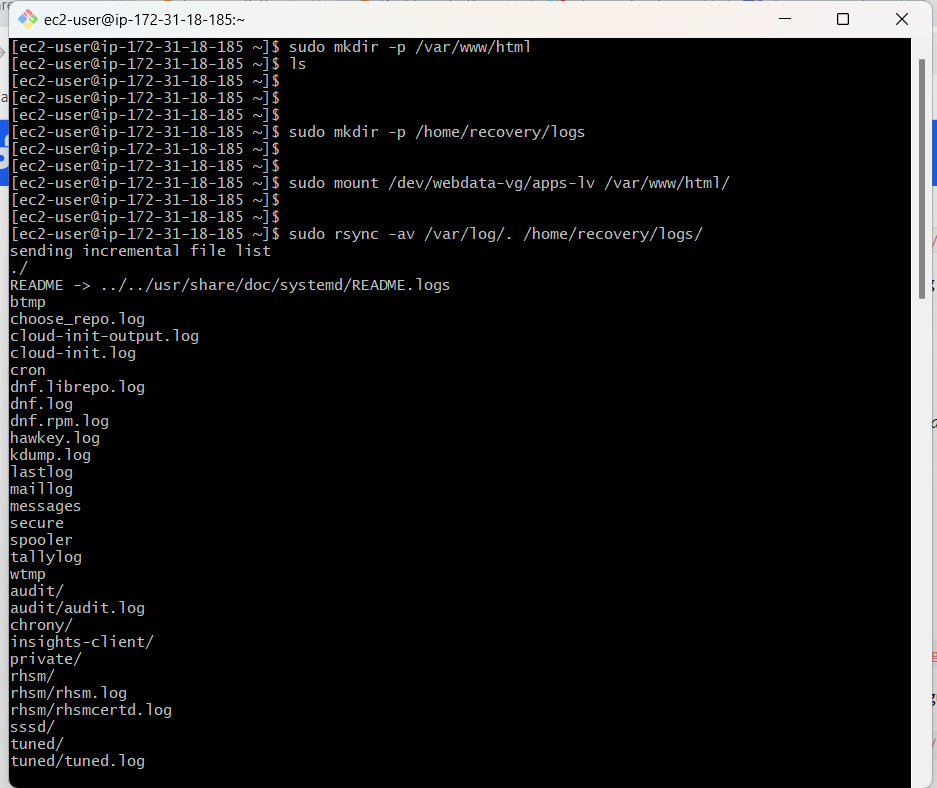 ec2-user@ip-172-31-18-185:~
[ec2-user@ip-172-31-18-185 ~]$ sudo mkdir -p /var/www/html
[ec2-user@ip-172-31-18-185 ~]$ ls
[ec2-user@ip-172-31-18-185 ~]$
[ec2-user@ip-172-31-18-185 ~]$
[ec2-user@ip-172-31-18-185 ~]$
[ec2-user@ip-172-31-18-185 ~]$ sudo mkdir -p /home/recovery/logs
[ec2-user@ip-172-31-18-185 ~]$
[ec2-user@ip-172-31-18-185 ~]$
[ec2-user@ip-172-31-18-185 ~]$ sudo mount /dev/webdata-vg/apps-lv /var/www/html/
[ec2-user@ip-172-31-18-185 ~]$
[ec2-user@ip-172-31-18-185 ~]$
[ec2-user@ip-172-31-18-185 ~]$ sudo rsync -av /var/log/. /home/recovery/logs/
sending incremental file list
./
README -> ../../usr/share/doc/systemd/README.logs
btmp
choose_repo.log
cloud-init-output.log
cloud-init.log
cron
dnf.librepo.log
dnf.log
dnf.rpm.log
hawkey.log
kdump.log
lastlog
maillog
messages
secure
spooler
tallylog
wtmp
audit/
audit/audit.log
chrony/
insights-client/
private/
rhsm/
rhsm/rhsm.log
rhsm/rhsmcertd.log
sssd/
tuned/
tuned/tuned.log